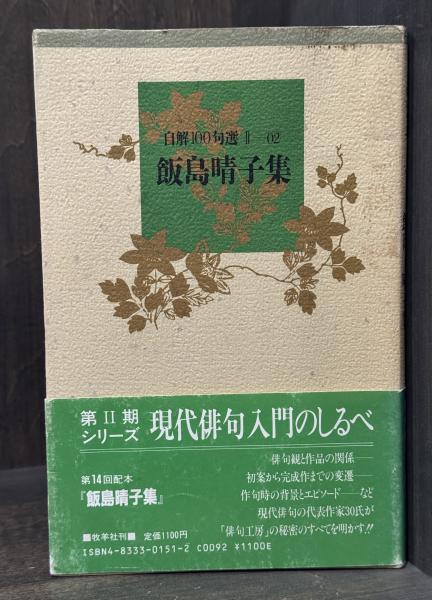 自解100句選Ⅱ—02
飯島晴子集
第Ⅱ期
シリーズ
現代俳句入門のしるべ
第14回配本
『飯島晴子集』
俳句観と作品の関係——
初案から完成作までの変遷——
作句時の背景とエピソード——など
現代俳句の代表作家30氏が
「俳句工房」の秘密のすべてを明かす!!
■牧羊社刊■ 定価1100円
ISBN4-8333-0151-2 C0092 ¥1100E